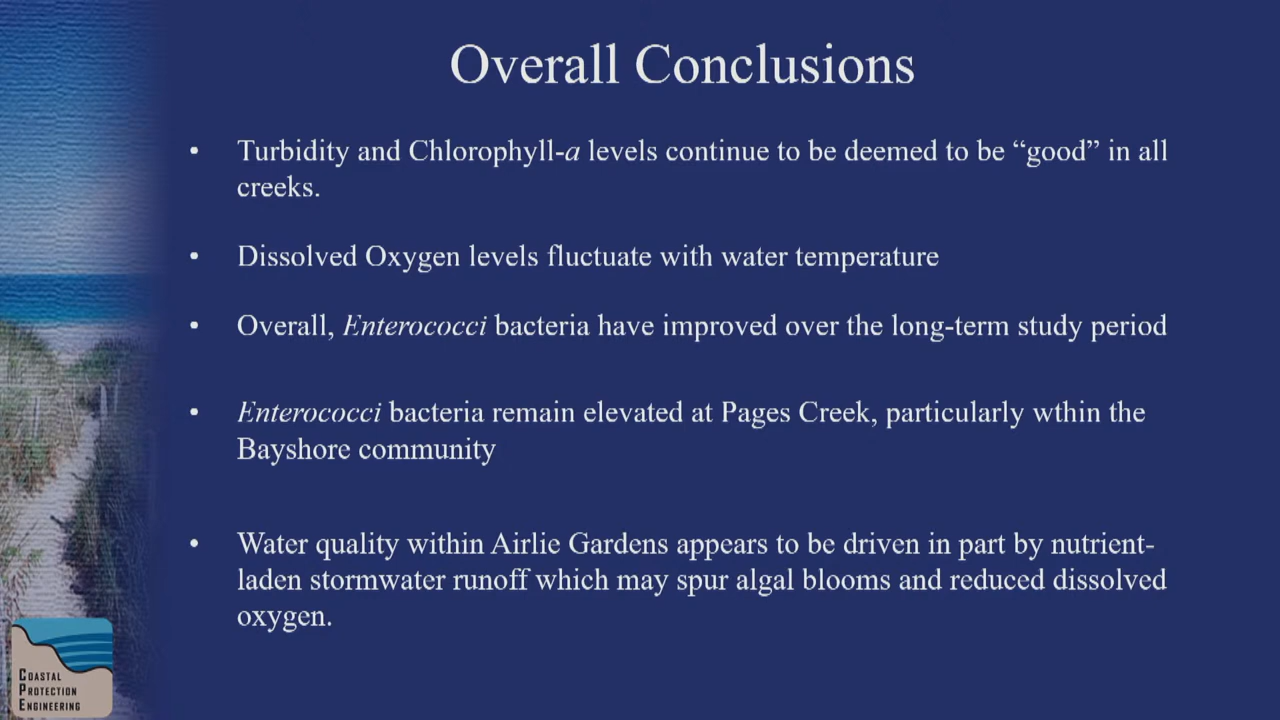 Overall Conclusions
• Turbidity and Chlorophyll-a levels continue to be deemed to be “good” in all
creeks.
• Dissolved Oxygen levels fluctuate with water temperature
• Overall, Enterococci bacteria have improved over the long-term study period
• Enterococci bacteria remain elevated at Pages Creek, particularly wthin the
Bayshore community
• Water quality within Airlie Gardens appears to be driven in part by nutrient-
laden stormwater runoff which may spur algal blooms and reduced dissolved
oxygen.
COASTAL
PROTECTION
ENGINEERING